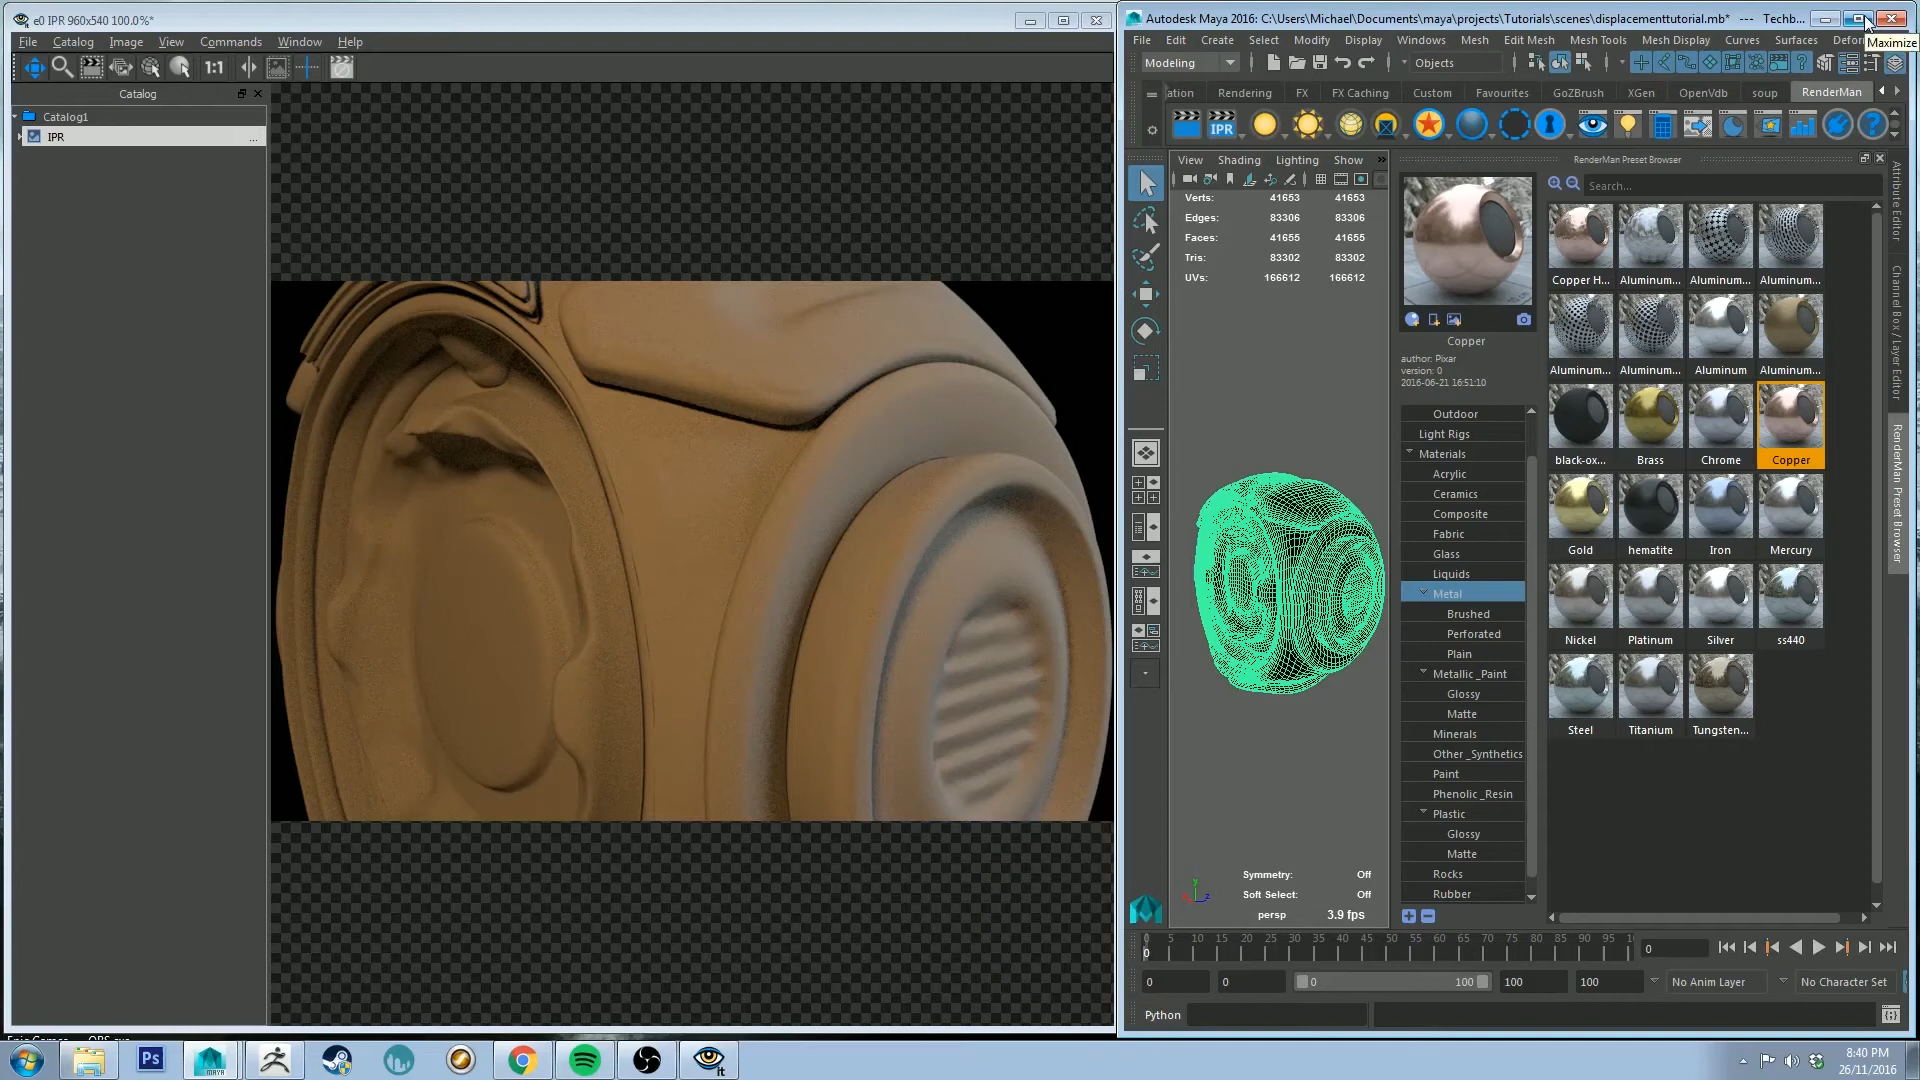 e0 IPR 960x540 100.0%*
File Catalog Image View Commands Window Help
1:1
Catalog
Catalog1
IPR ...
Autodesk Maya 2016: C:\Users\Michael\Documents\maya\projects\Tutorials\scenes\displacementtutorial.mb* --- Techb...
Maximize
File Edit Create Select Modify Display Windows Mesh Edit Mesh Mesh Tools Mesh Display Curves Surfaces Defor
Modeling Objects
ation Rendering FX FX Caching Custom Favourites GoZBrush XGen OpenVdb soup RenderMan
IPR
View Shading Lighting Show »
Verts: 41653 41653
Edges: 83306 83306
Faces: 41655 41655
Tris: 83302 83302
UVs: 166612 166612
Symmetry: Off
Soft Select: Off
persp 3.9 fps
RenderMan Preset Browser
Search...
Copper
author: Pixar
version: 0
2016-06-21 16:51:10
Outdoor
Light Rigs
Materials
Acrylic
Ceramics
Composite
Fabric
Glass
Liquids
Metal
Brushed
Perforated
Plain
Metallic_Paint
Glossy
Matte
Minerals
Other_Synthetics
Paint
Phenolic_Resin
Plastic
Glossy
Matte
Rocks
Rubber
Copper H... Aluminum... Aluminum... Aluminum...
Aluminum... Aluminum... Aluminum Aluminum...
black-ox... Brass Chrome Copper
Gold hematite Iron Mercury
Nickel Platinum Silver ss440
Steel Titanium Tungsten...
Attribute Editor
Channel Box / Layer Editor
RenderMan Preset Browser
0 5 10 15 20 25 30 35 40 45 50 55 60 65 70 75 80 85 90 95 10
0
0
0 0 0 100 100 100 No Anim Layer No Character Set
Python
Ps
MAYA
it
8:40 PM
26/11/2016